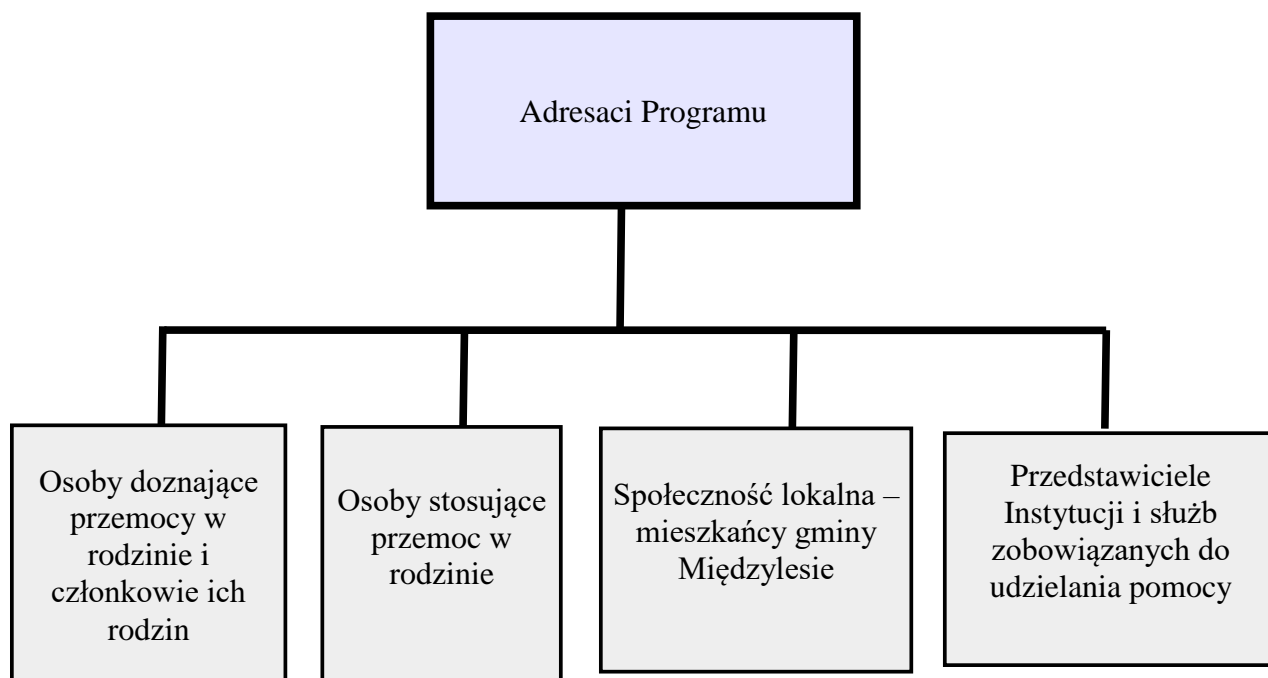 Adresaci Programu
Osoby doznające
przemocy w
rodzinie i
członkowie ich
rodzin
Osoby stosujące
przemoc w
rodzinie
Społeczność lokalna –
mieszkańcy gminy
Międzylesie
Przedstawiciele
Instytucji i służb
zobowiązanych do
udzielania pomocy